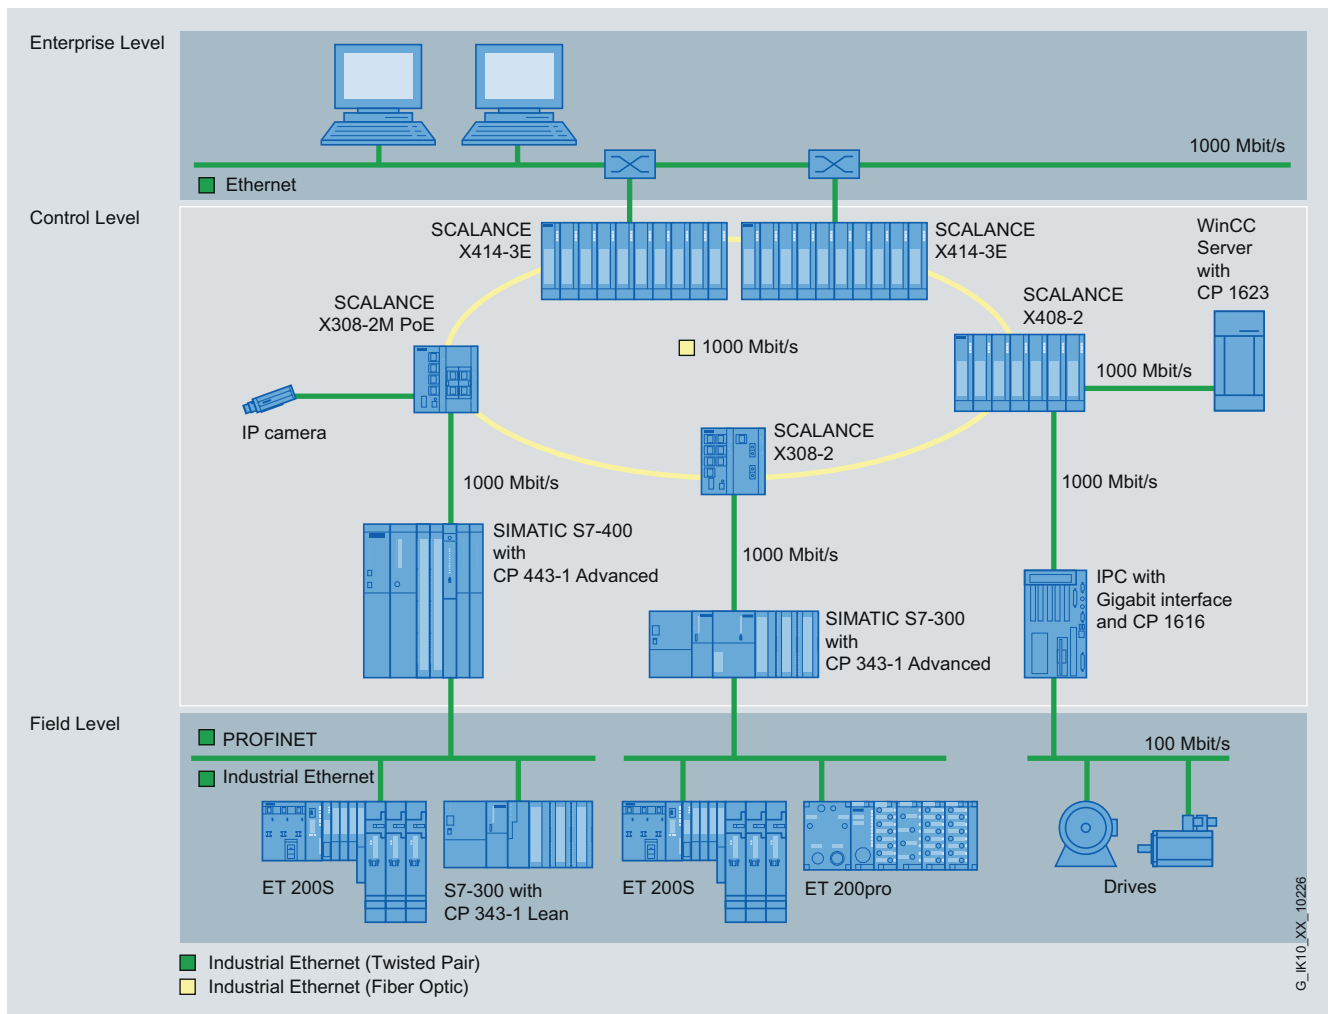 Enterprise Level
1000 Mbit/s
Ethernet
Control Level
SCALANCE
X414-3E
SCALANCE
X414-3E
WinCC
Server
with
CP 1623
SCALANCE
X308-2M PoE
SCALANCE
X408-2
1000 Mbit/s
1000 Mbit/s
IP camera
SCALANCE
X308-2
1000 Mbit/s
1000 Mbit/s
SIMATIC S7-400
with
CP 443-1 Advanced
1000 Mbit/s
IPC with
Gigabit interface
and CP 1616
SIMATIC S7-300
with
CP 343-1 Advanced
Field Level
PROFINET
100 Mbit/s
Industrial Ethernet
ET 200S
S7-300 with
CP 343-1 Lean
ET 200S
ET 200pro
Drives
G_IK10_XX_10226
Industrial Ethernet (Twisted Pair)
Industrial Ethernet (Fiber Optic)